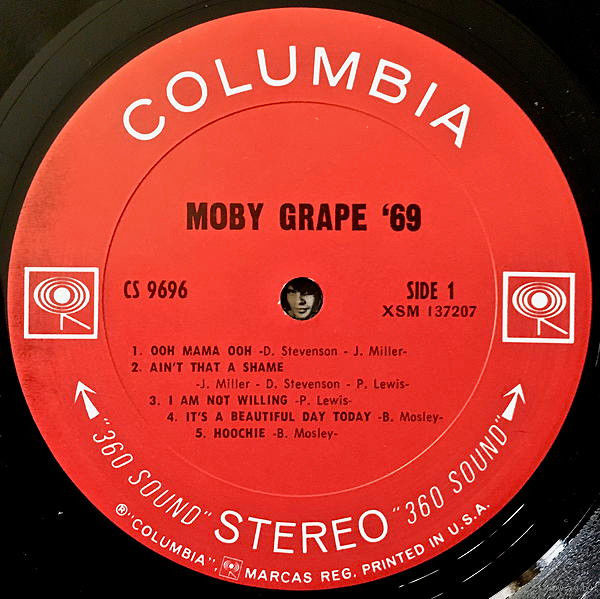 COLUMBIA
MOBY GRAPE '69
CS 9696
SIDE 1
XSM 137207
1. OOH MAMA OOH -D. Stevenson - J. Miller-
2. AIN'T THAT A SHAME
-J. Miller - D. Stevenson - P. Lewis-
3. I AM NOT WILLING -P. Lewis-
4. IT'S A BEAUTIFUL DAY TODAY -B. Mosley-
5. HOOCHIE -B. Mosley-
"360 SOUND" STEREO "360 SOUND"
®"COLUMBIA", MARCAS REG. PRINTED IN U.S.A.